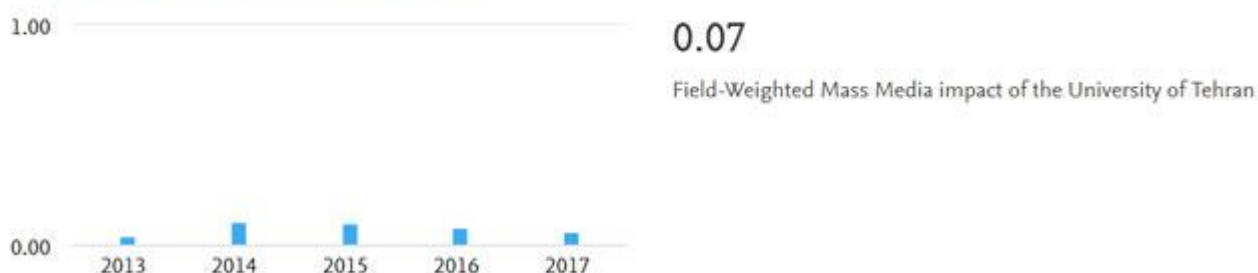 1.00
0.07
Field-Weighted Mass Media impact of the University of Tehran
0.00
2013 2014 2015 2016 2017